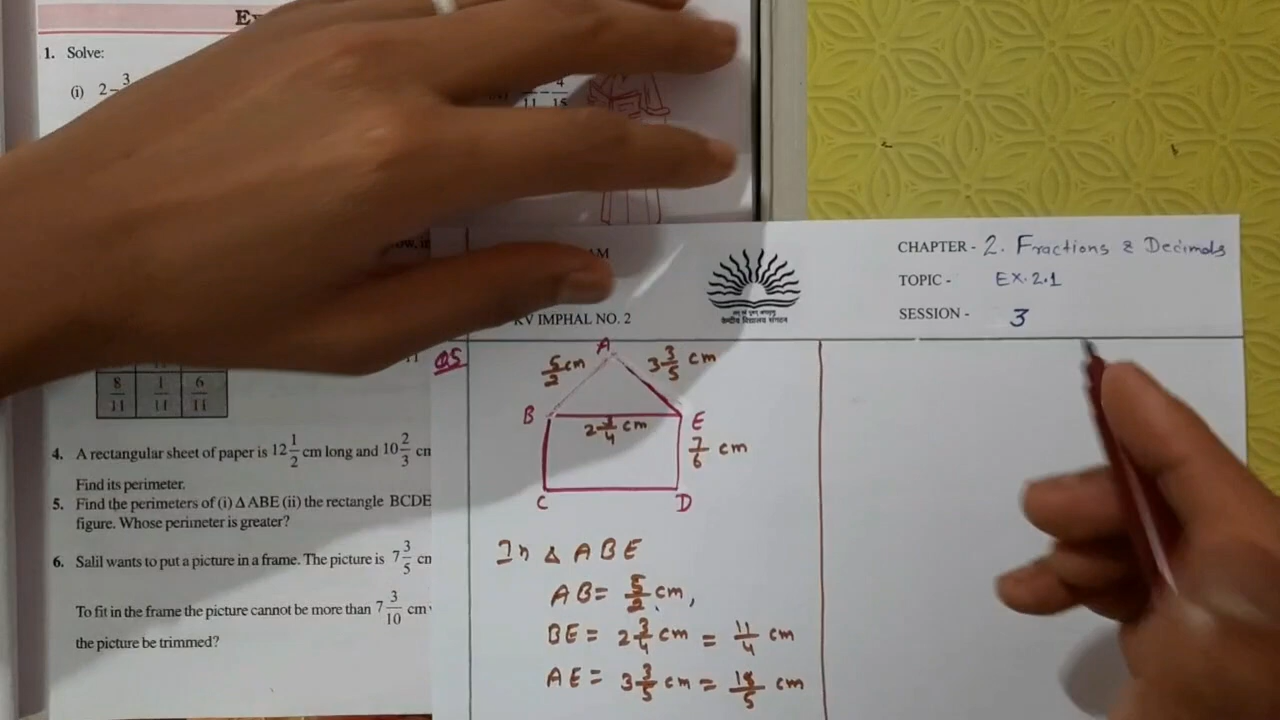 1. Solve:
(i) 2 - 3
4
11 15
8/11 1/11 6/11
4. A rectangular sheet of paper is 12 1/2 cm long and 10 2/3 cm
Find its perimeter.
5. Find the perimeters of (i) Δ ABE (ii) the rectangle BCDE
figure. Whose perimeter is greater?
6. Salil wants to put a picture in a frame. The picture is 7 3/5 cm
To fit in the frame the picture cannot be more than 7 3/10 cm
the picture be trimmed?
KV IMPHAL NO. 2
केन्द्रीय विद्यालय संगठन
CHAPTER - 2. Fractions & Decimals
TOPIC - EX. 2.1
SESSION - 3
Q5
A
5/2 cm 3 3/5 cm
B E
2 3/4 cm
7/6 cm
C D
In Δ ABE
AB = 5/2 cm,
BE = 2 3/4 cm = 11/4 cm
AE = 3 3/5 cm = 18/5 cm